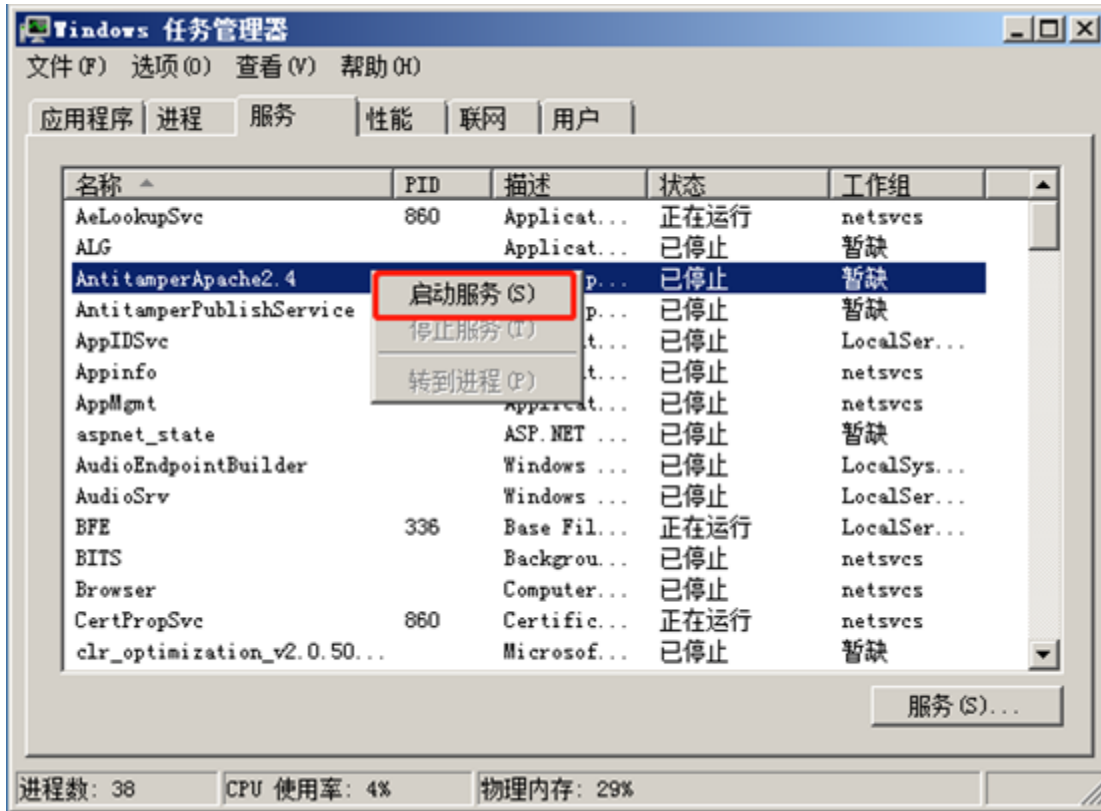 Windows 任务管理器
文件(F) 选项(O) 查看(V) 帮助(H)
应用程序 进程 服务 性能 联网 用户
名称 PID 描述 状态 工作组
AeLookupSvc 860 Applicat... 正在运行 netsvcs
ALG Applicat... 已停止 暂缺
AntitamperApache2.4 p... 已停止 暂缺
启动服务(S)
AntitamperPublishService p... 已停止 暂缺
停止服务(T)
AppIDSvc t... 已停止 LocalSer...
Appinfo t... 已停止 netsvcs
转到进程(P)
AppMgmt Applicat... 已停止 netsvcs
aspnet_state ASP.NET ... 已停止 暂缺
AudioEndpointBuilder Windows ... 已停止 LocalSys...
AudioSrv Windows ... 已停止 LocalSer...
BFE 336 Base Fil... 正在运行 LocalSer...
BITS Backgrou... 已停止 netsvcs
Browser Computer... 已停止 netsvcs
CertPropSvc 860 Certific... 正在运行 netsvcs
clr_optimization_v2.0.50... Microsof... 已停止 暂缺
服务(S)...
进程数: 38 CPU 使用率: 4% 物理内存: 29%